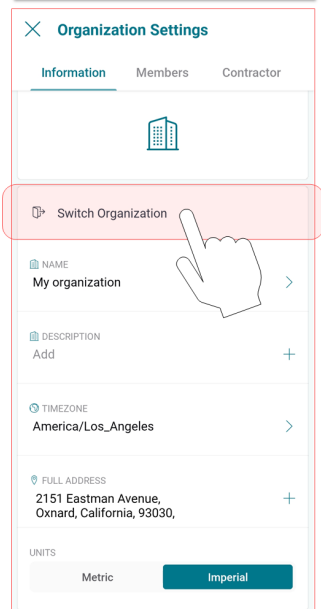 Organization Settings
Information Members Contractor
Switch Organization
NAME
My organization
DESCRIPTION
Add
TIMEZONE
America/Los_Angeles
FULL ADDRESS
2151 Eastman Avenue,
Oxnard, California, 93030,
UNITS
Metric Imperial